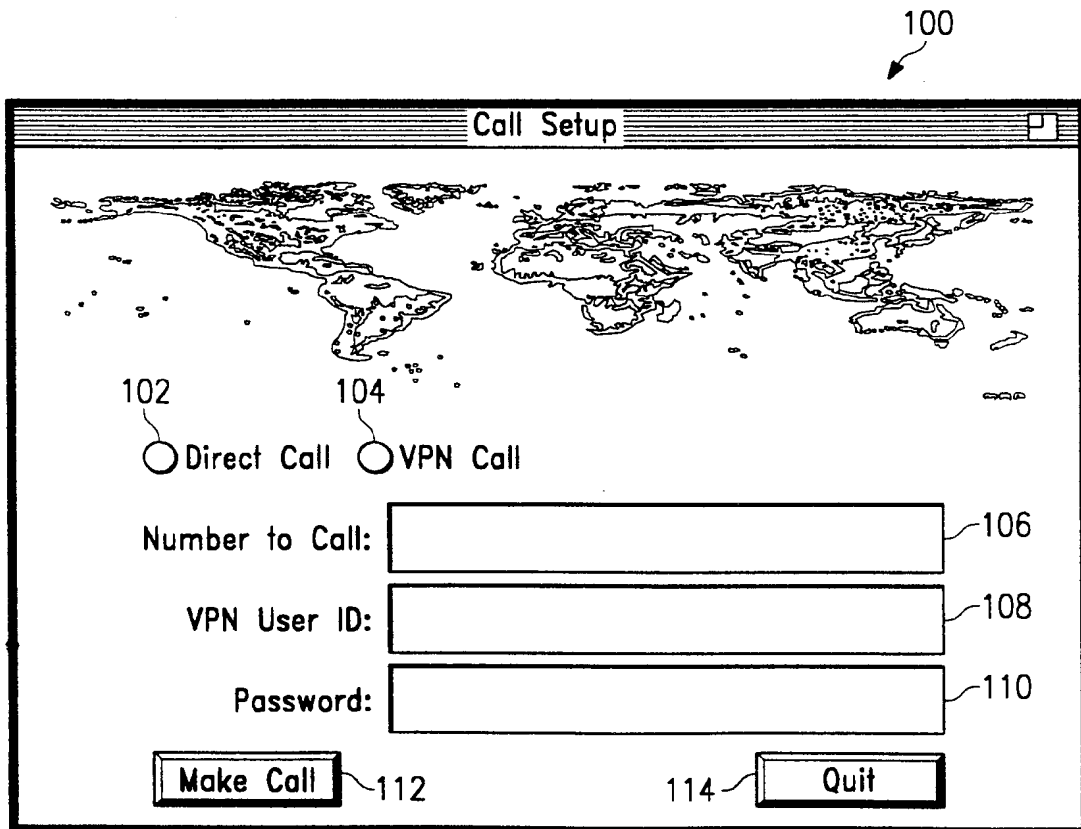 100
Call Setup
102
104
Direct Call
VPN Call
Number to Call:
106
VPN User ID:
108
Password:
110
Make Call
112
114
Quit